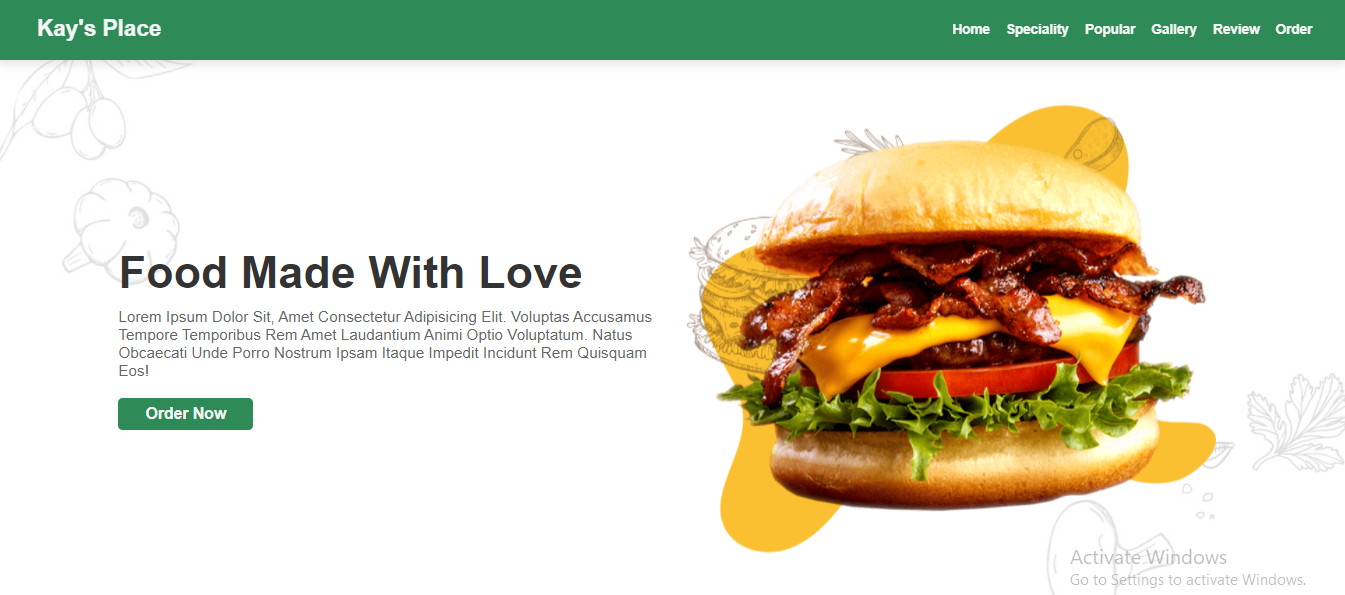 Kay's Place
Home Speciality Popular Gallery Review Order
Food Made With Love
Lorem Ipsum Dolor Sit, Amet Consectetur Adipisicing Elit. Voluptas Accusamus
Tempore Temporibus Rem Amet Laudantium Animi Optio Voluptatum. Natus
Obcaecati Unde Porro Nostrum Ipsam Itaque Impedit Incidunt Rem Quisquam
Eos!
Order Now
Activate Windows
Go to Settings to activate Windows.